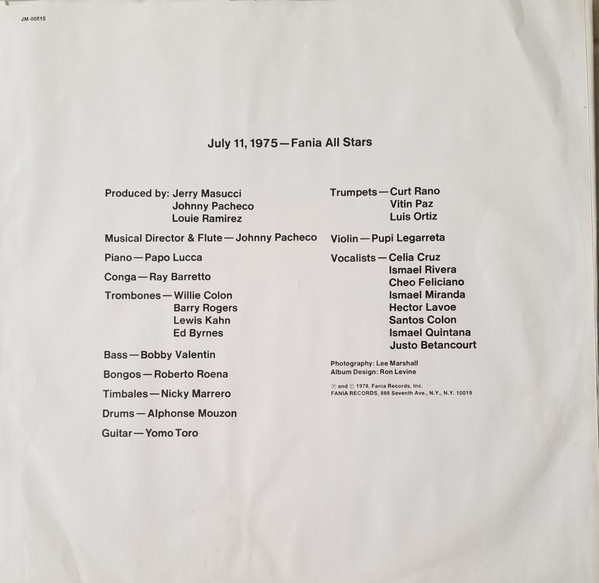 JM-00515
July 11, 1975—Fania All Stars
Produced by: Jerry Masucci
Johnny Pacheco
Louie Ramirez
Musical Director & Flute—Johnny Pacheco
Piano—Papo Lucca
Conga—Ray Barretto
Trombones—Willie Colon
Barry Rogers
Lewis Kahn
Ed Byrnes
Bass—Bobby Valentin
Bongos—Roberto Roena
Timbales—Nicky Marrero
Drums—Alphonse Mouzon
Guitar—Yomo Toro
Trumpets—Curt Rano
Vitin Paz
Luis Ortiz
Violin—Pupi Legarreta
Vocalists—Celia Cruz
Ismael Rivera
Cheo Feliciano
Ismael Miranda
Hector Lavoe
Santos Colon
Ismael Quintana
Justo Betancourt
Photography: Lee Marshall
Album Design: Ron Levine
Ⓟ and © 1978, Fania Records, Inc.
FANIA RECORDS, 888 Seventh Ave., N.Y., N.Y. 10019